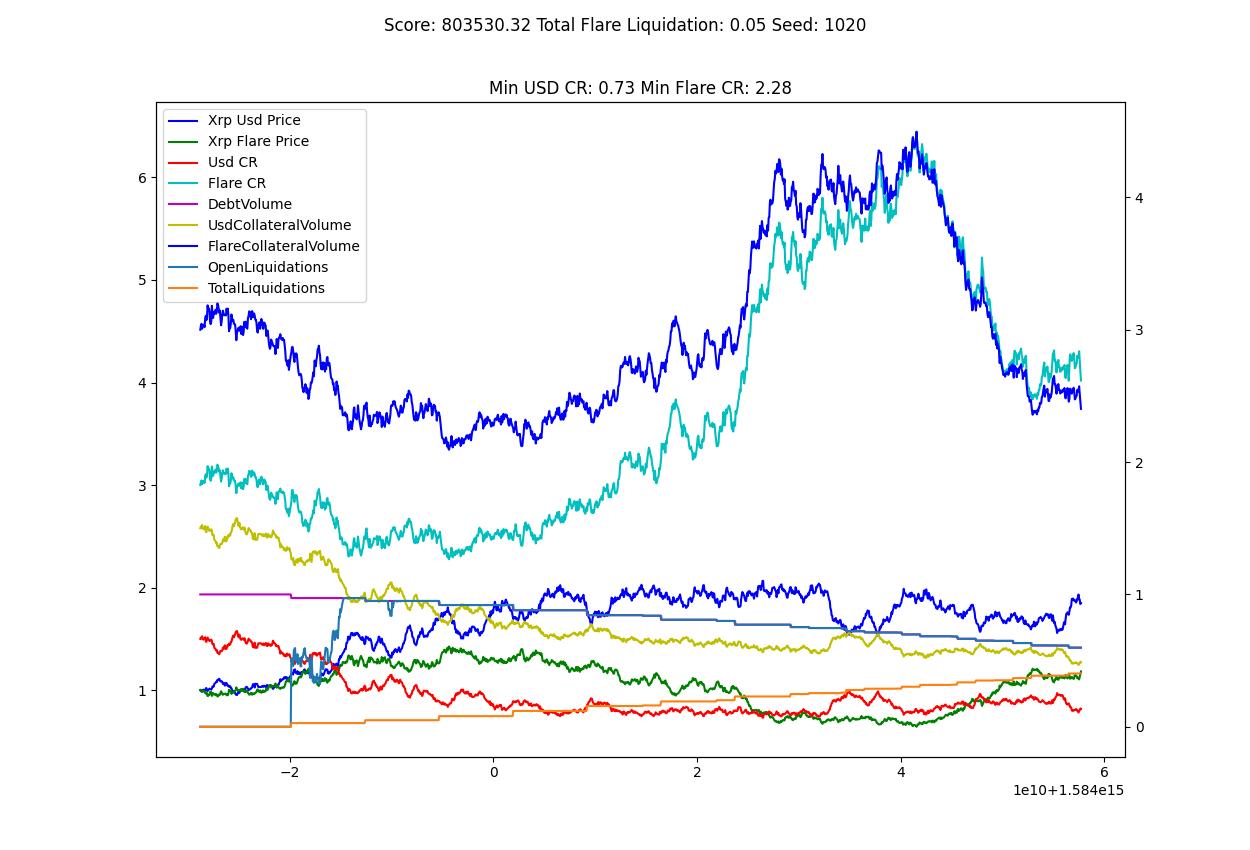 Score: 803530.32 Total Flare Liquidation: 0.05 Seed: 1020
Min USD CR: 0.73 Min Flare CR: 2.28
Xrp Usd Price
Xrp Flare Price
Usd CR
Flare CR
DebtVolume
UsdCollateralVolume
FlareCollateralVolume
OpenLiquidations
TotalLiquidations
6
5
4
3
2
1
4
3
2
1
0
−2
0
2
4
6
1e10+1.584e15